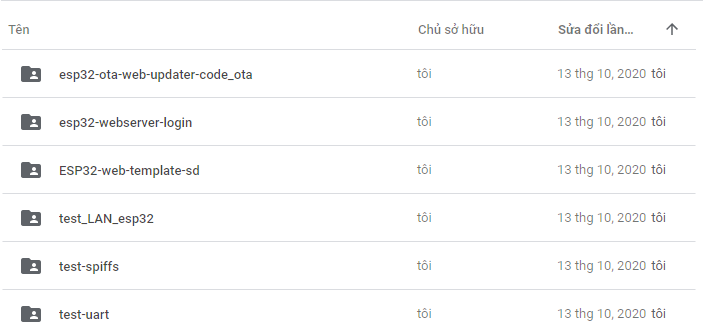 Tên Chủ sở hữu Sửa đổi lần...
esp32-ota-web-updater-code_ota tôi 13 thg 10, 2020 tôi
esp32-webserver-login tôi 13 thg 10, 2020 tôi
ESP32-web-template-sd tôi 13 thg 10, 2020 tôi
test_LAN_esp32 tôi 13 thg 10, 2020 tôi
test-spiffs tôi 13 thg 10, 2020 tôi
test-uart tôi 13 thg 10, 2020 tôi